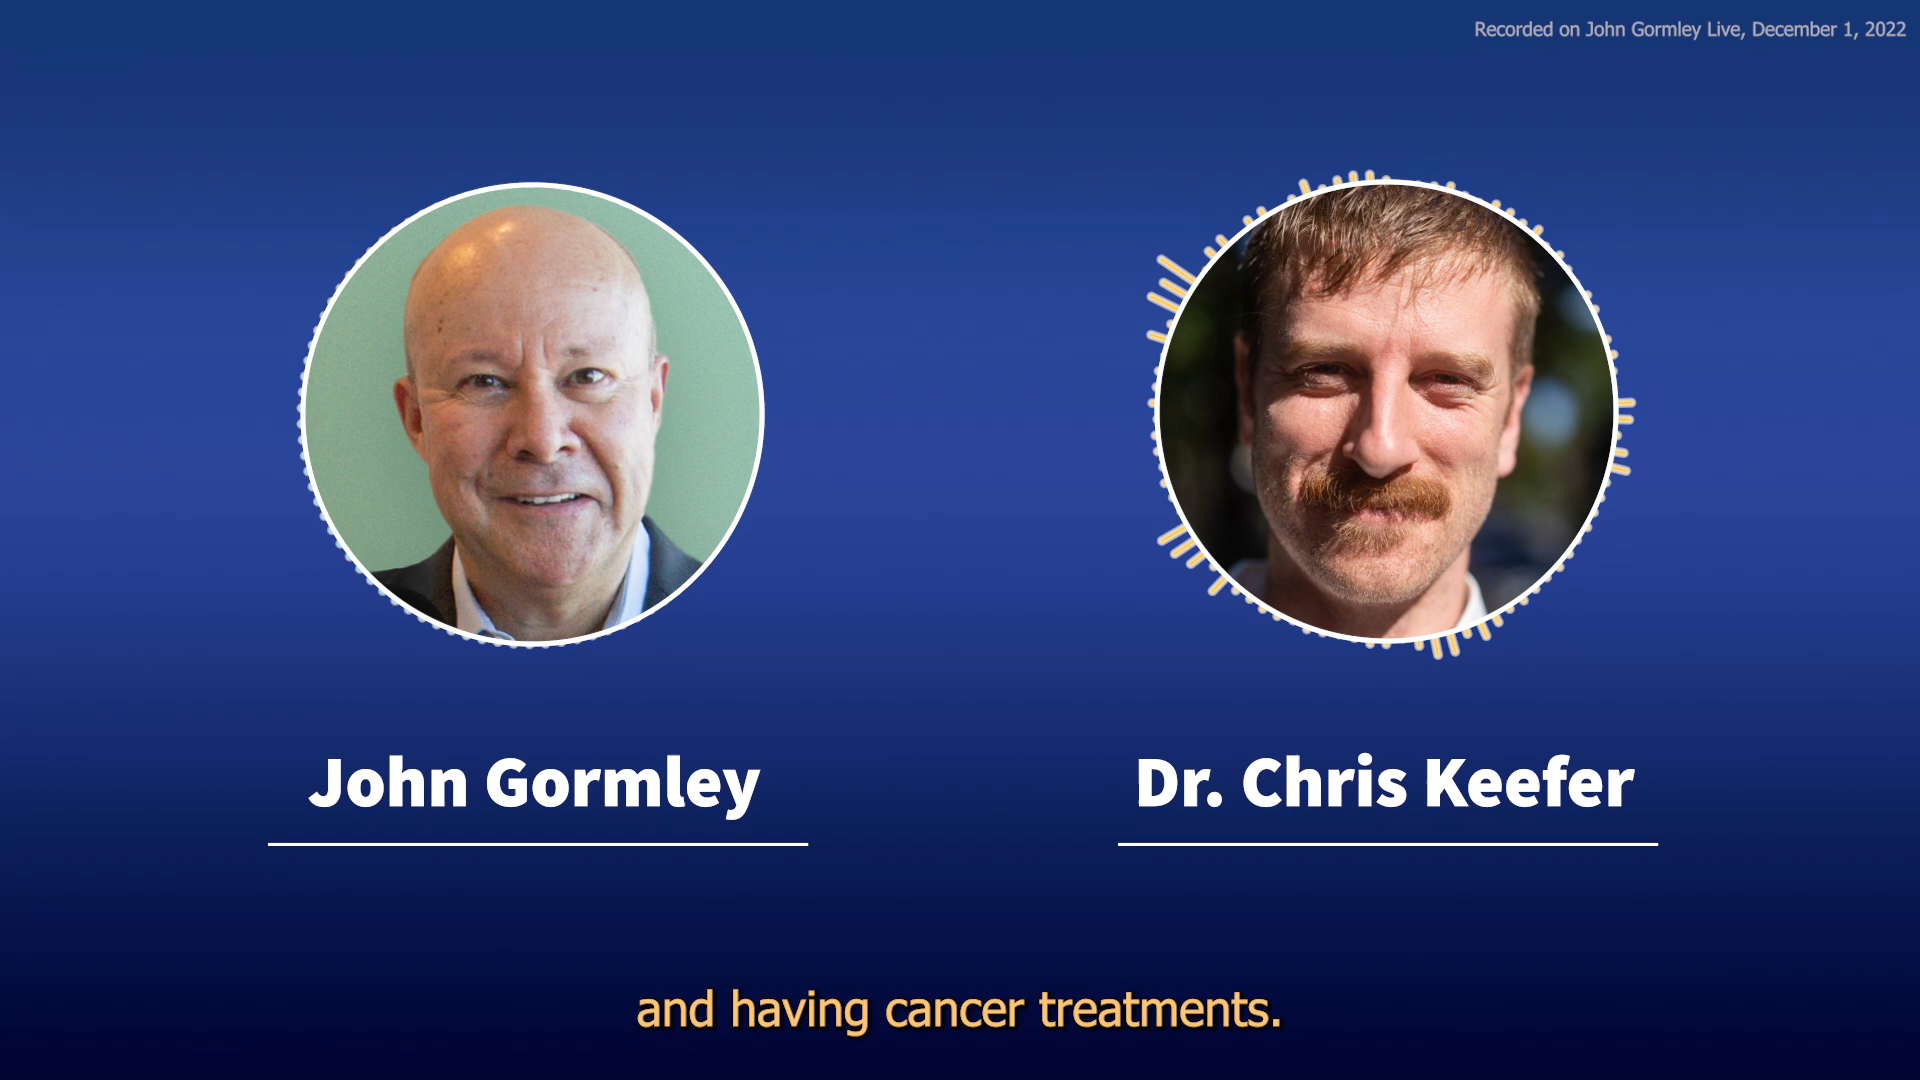 Recorded on John Gormley Live, December 1, 2022
John Gormley
Dr. Chris Keefer
and having cancer treatments.